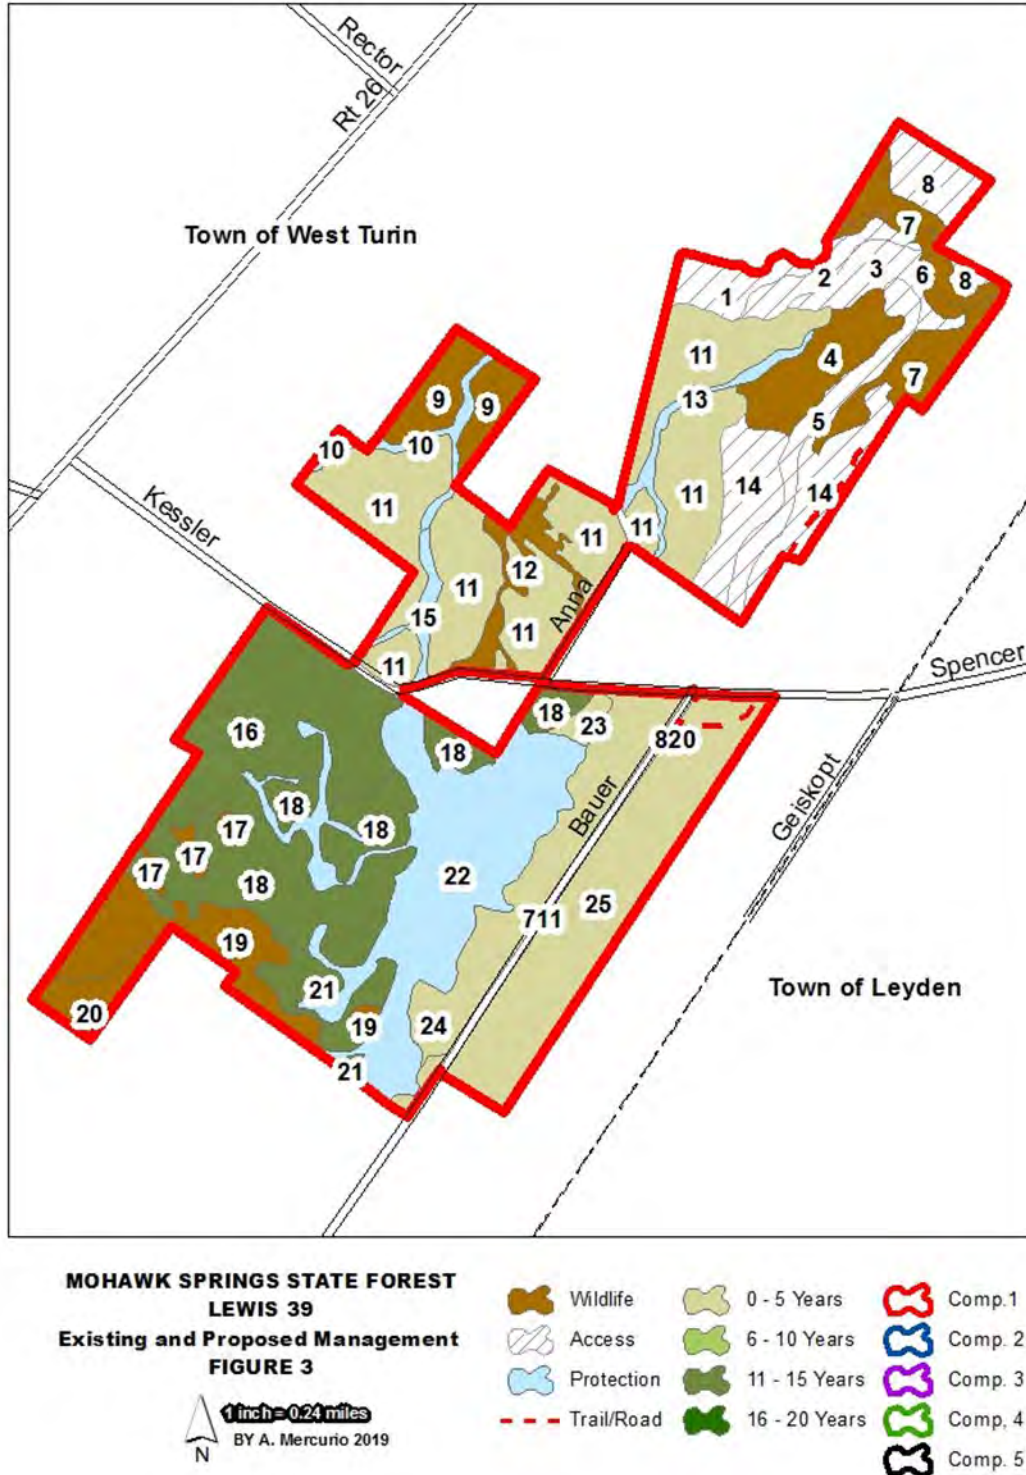 Rector
Rt 26
Town of West Turin
8
7
2
3
6
8
1
11
4
7
9
9
13
5
10
10
Kessler
11
11
14
14
11
11
12
Anna
11
15
11
11
Spencer
18
23
16
18
820
Geiskopt
18
Bauer
17
18
17
17
18
22
25
711
19
Town of Leyden
21
20
19
24
21
MOHAWK SPRINGS STATE FOREST
LEWIS 39
Existing and Proposed Management
FIGURE 3
1 inch = 0.24 miles
BY A. Mercurio 2019
N
Wildlife
Access
Protection
Trail/Road
0 - 5 Years
6 - 10 Years
11 - 15 Years
16 - 20 Years
Comp.1
Comp. 2
Comp. 3
Comp. 4
Comp. 5